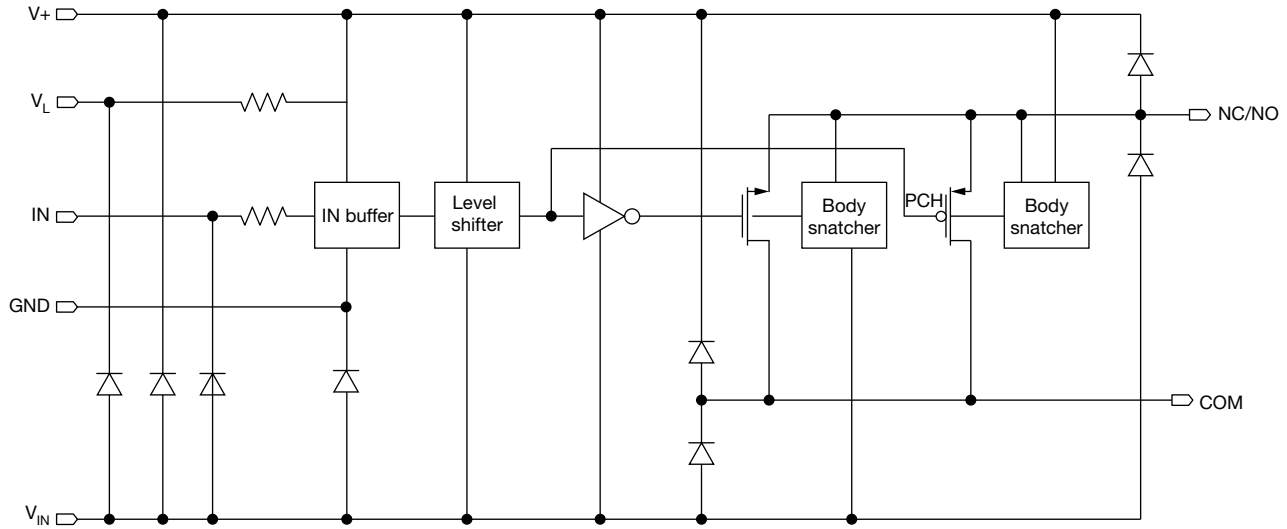 V+
VL
NC/NO
IN
IN buffer
Level
shifter
Body
snatcher
PCH
Body
snatcher
GND
COM
VIN